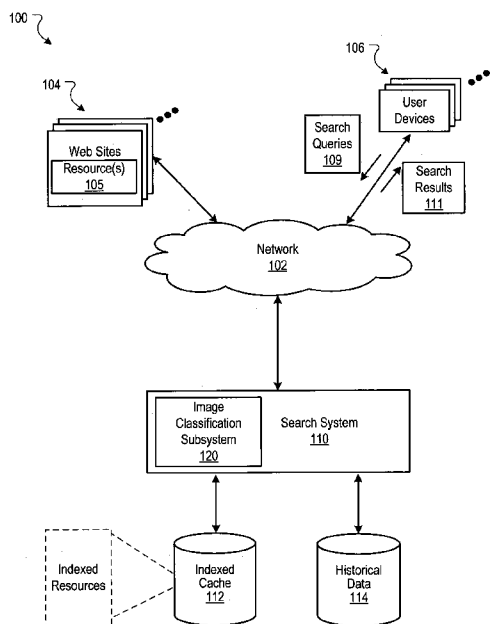 100
104
106
User
Devices
Search
Queries
109
Web Sites
Resource(s)
105
Search
Results
111
Network
102
Image
Classification
Subsystem
120
Search System
110
Indexed
Resources
Indexed
Cache
112
Historical
Data
114